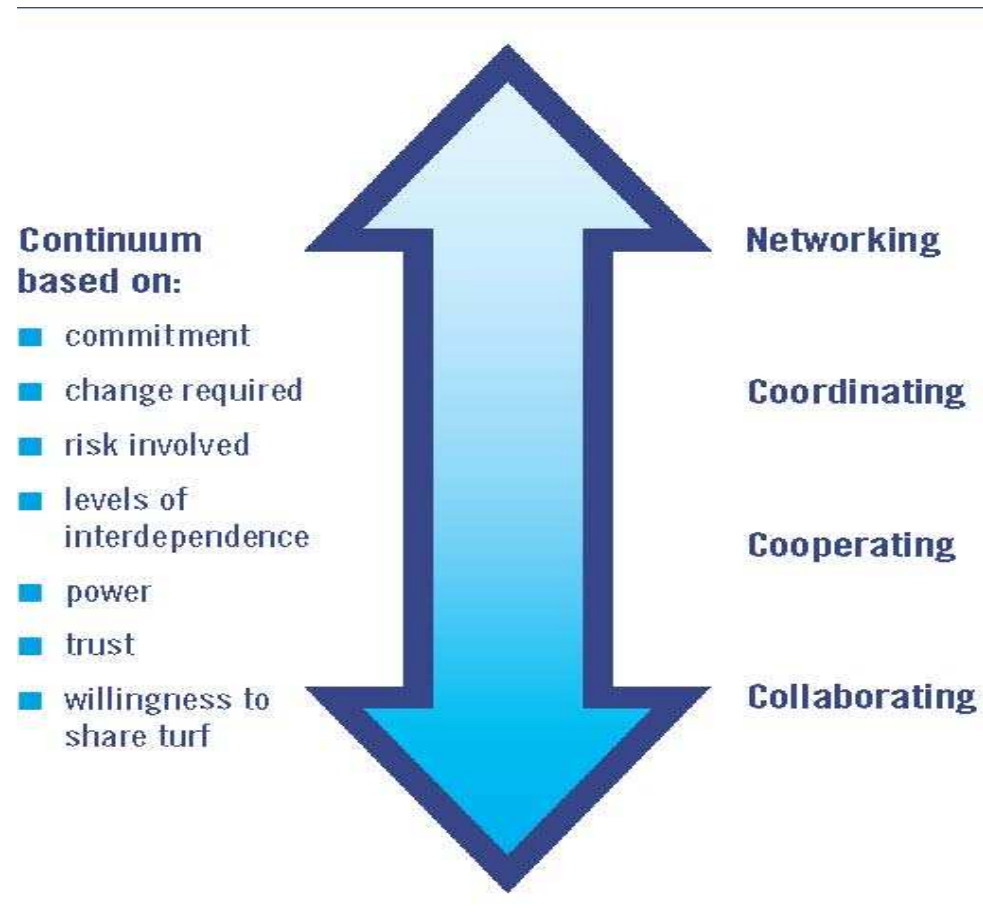 Continuum
based on:
commitment
change required
risk involved
levels of
interdependence
power
trust
willingness to
share turf
Networking
Coordinating
Cooperating
Collaborating